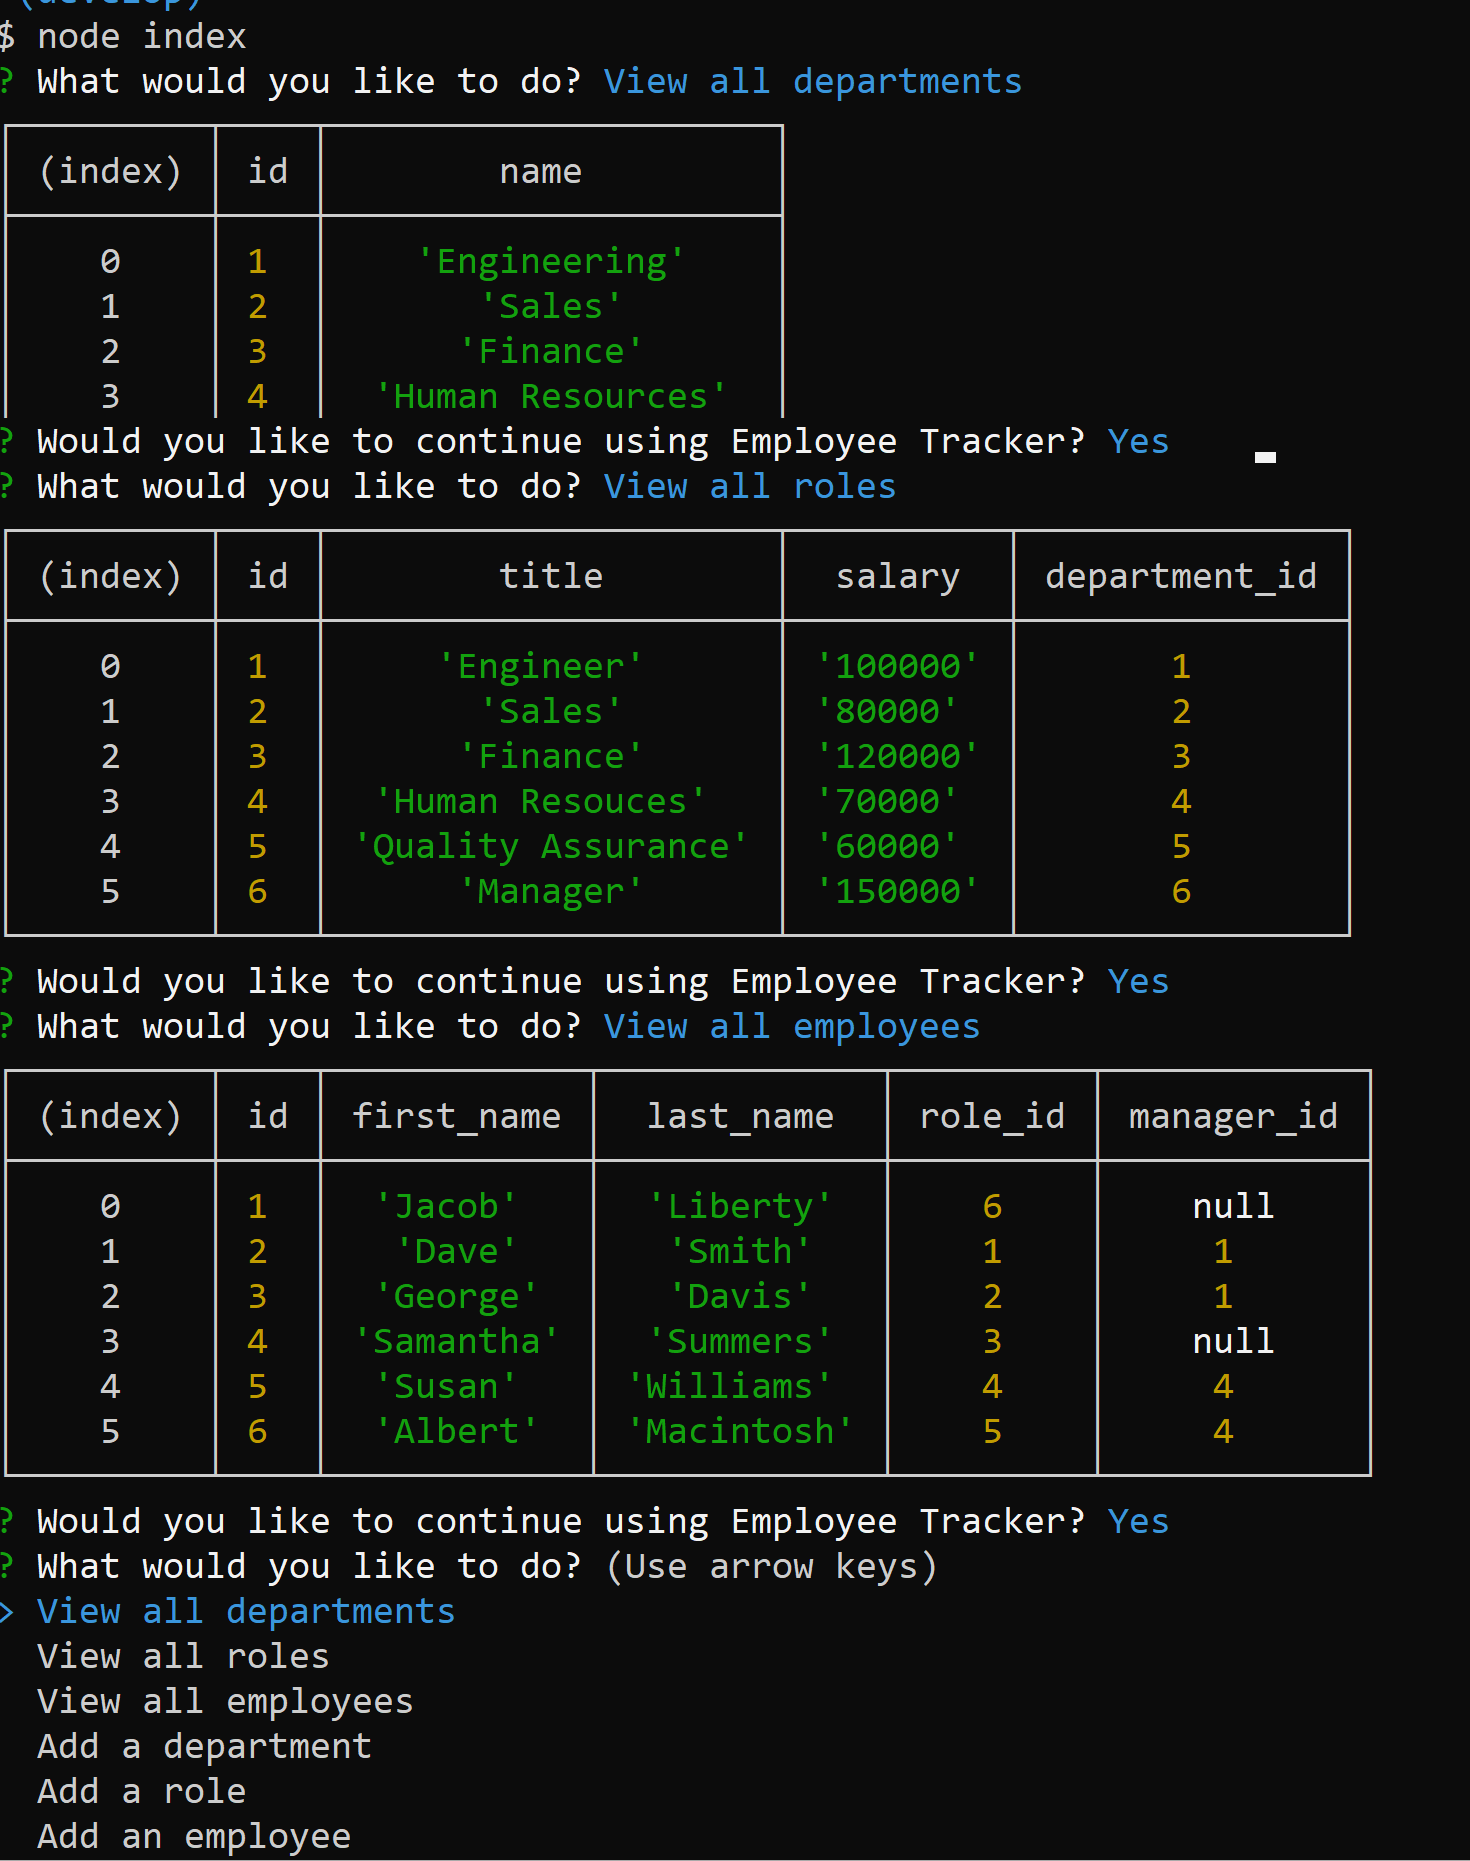 (develop)
$ node index
? What would you like to do? View all departments
(index) id name
0 1 'Engineering'
1 2 'Sales'
2 3 'Finance'
3 4 'Human Resources'
? Would you like to continue using Employee Tracker? Yes
? What would you like to do? View all roles
(index) id title salary department_id
0 1 'Engineer' '100000' 1
1 2 'Sales' '80000' 2
2 3 'Finance' '120000' 3
3 4 'Human Resouces' '70000' 4
4 5 'Quality Assurance' '60000' 5
5 6 'Manager' '150000' 6
? Would you like to continue using Employee Tracker? Yes
? What would you like to do? View all employees
(index) id first_name last_name role_id manager_id
0 1 'Jacob' 'Liberty' 6 null
1 2 'Dave' 'Smith' 1 1
2 3 'George' 'Davis' 2 1
3 4 'Samantha' 'Summers' 3 null
4 5 'Susan' 'Williams' 4 4
5 6 'Albert' 'Macintosh' 5 4
? Would you like to continue using Employee Tracker? Yes
? What would you like to do? (Use arrow keys)
> View all departments
View all roles
View all employees
Add a department
Add a role
Add an employee